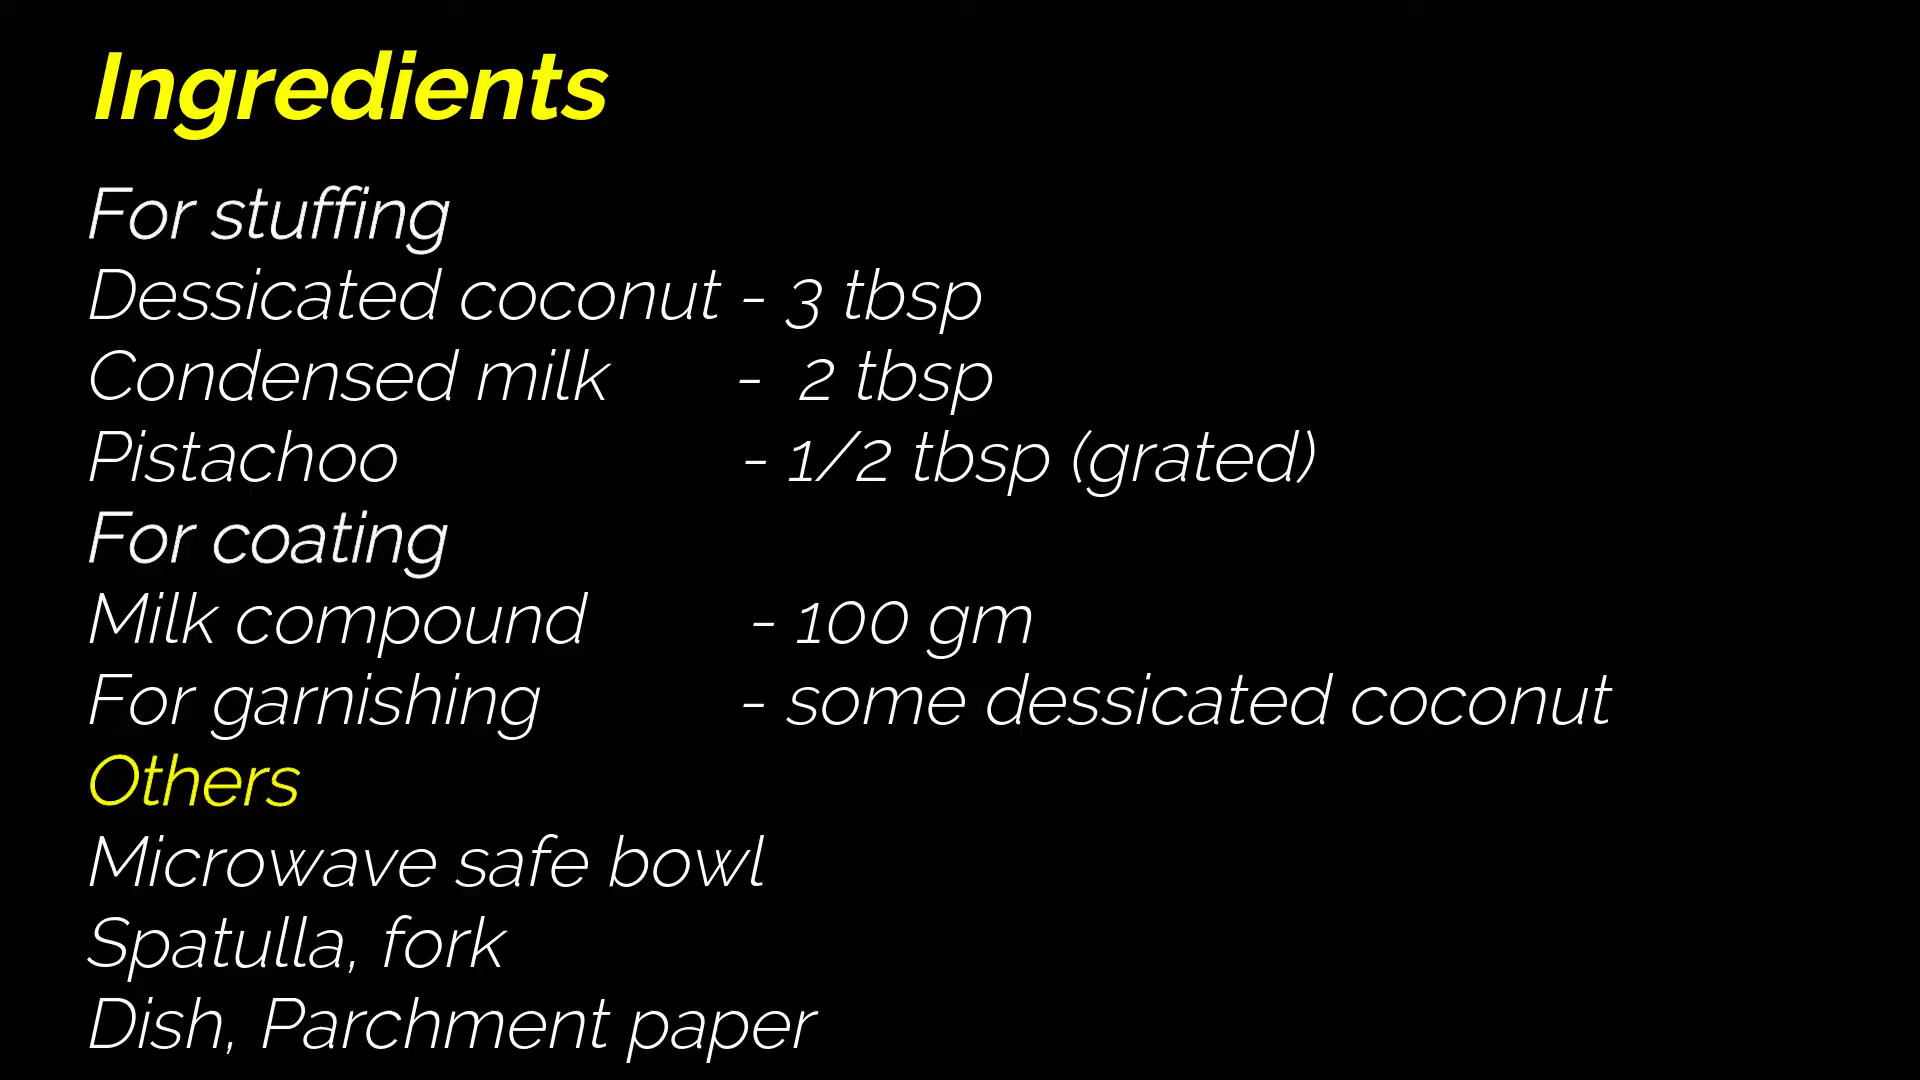 Ingredients
For stuffing
Dessicated coconut - 3 tbsp
Condensed milk - 2 tbsp
Pistachoo - 1/2 tbsp (grated)
For coating
Milk compound - 100 gm
For garnishing - some dessicated coconut
Others
Microwave safe bowl
Spatulla, fork
Dish, Parchment paper